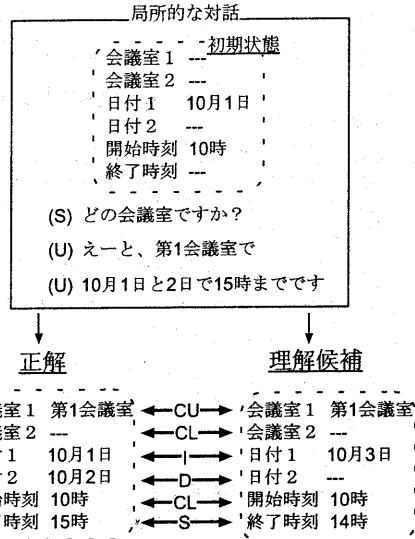 局所的な対話
初期状態
会議室1 ---
会議室2 ---
日付1 10月1日
日付2 ---
開始時刻 10時
終了時刻 ---
(S) どの会議室ですか？
(U) えーと、第1会議室で
(U) 10月1日と2日で15時までです
正解 理解候補
室1 第1会議室 CU 会議室1 第1会議室
室2 --- CL 会議室2 ---
1 10月1日 I 日付1 10月3日
2 10月2日 D 日付2 ---
時刻 10時 CL 開始時刻 10時
時刻 15時 S 終了時刻 14時